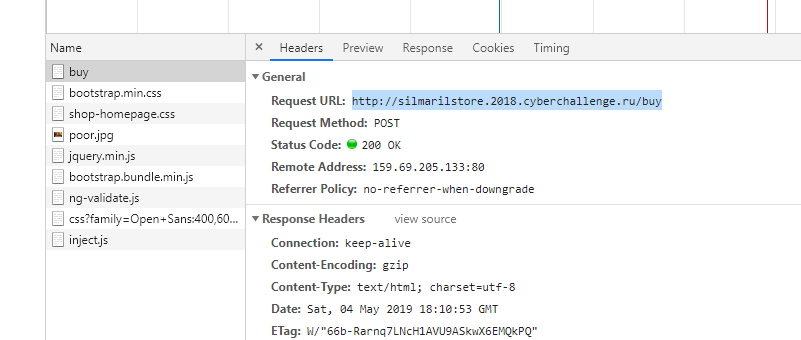 Name
buy
bootstrap.min.css
shop-homepage.css
poor.jpg
jquery.min.js
bootstrap.bundle.min.js
ng-validate.js
css?family=Open+Sans:400,60...
inject.js
× Headers Preview Response Cookies Timing
▼ General
Request URL: http://silmarilstore.2018.cyberchallenge.ru/buy
Request Method: POST
Status Code: 200 OK
Remote Address: 159.69.205.133:80
Referrer Policy: no-referrer-when-downgrade
▼ Response Headers view source
Connection: keep-alive
Content-Encoding: gzip
Content-Type: text/html; charset=utf-8
Date: Sat, 04 May 2019 18:10:53 GMT
ETag: W/"66b-Rarnq7LNcH1AVU9ASkwX6EMQkPQ"